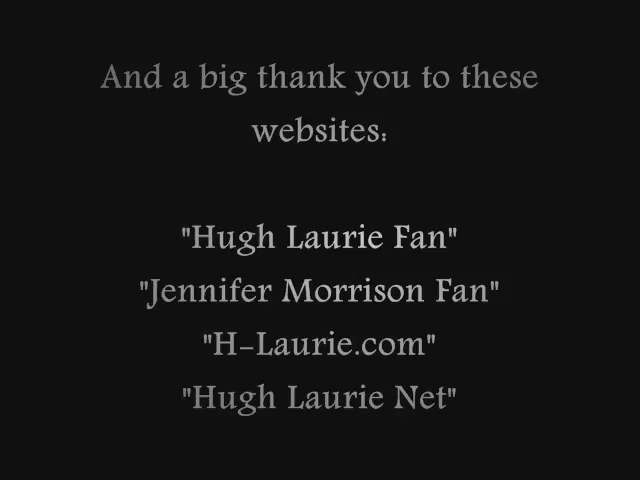 And a big thank you to these
websites:
"Hugh Laurie Fan"
"Jennifer Morrison Fan"
"H-Laurie.com"
"Hugh Laurie Net"